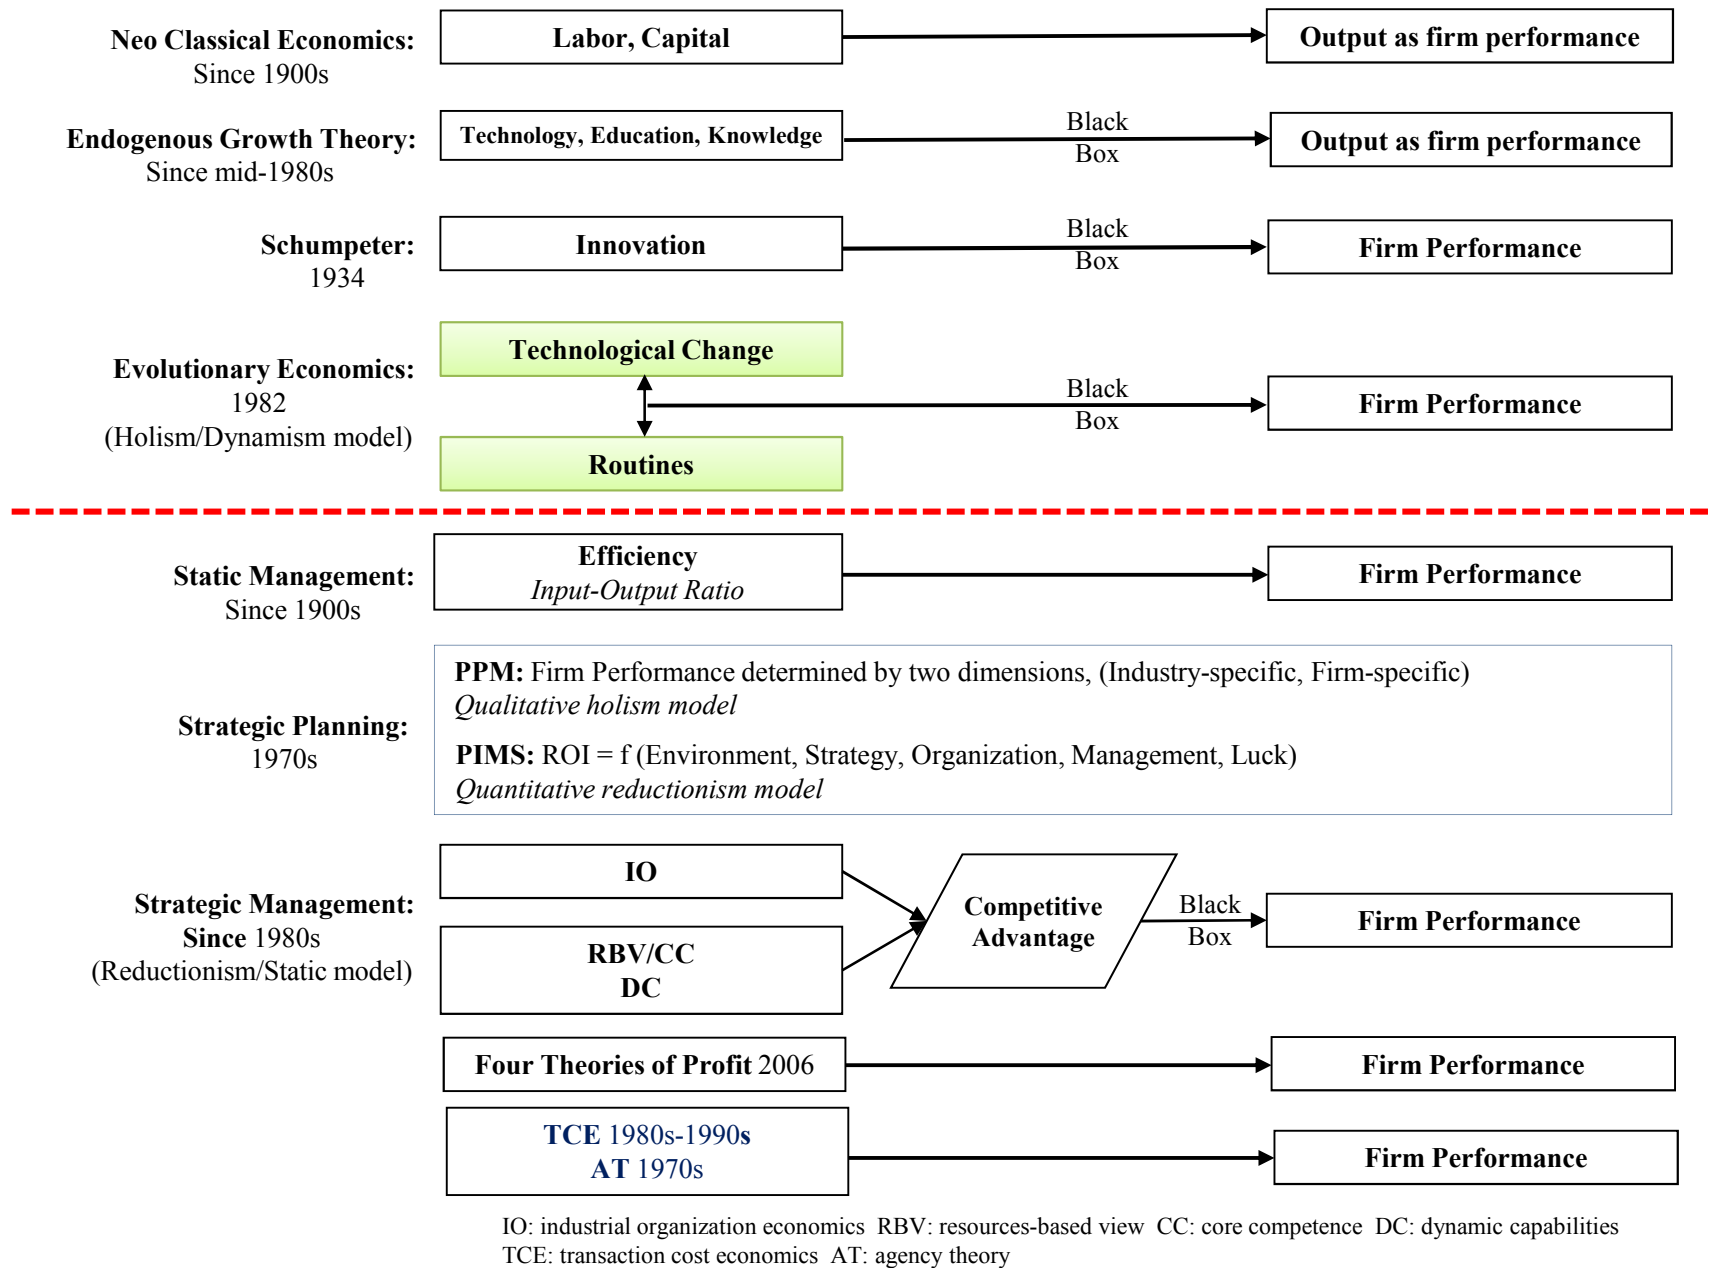 Neo Classical Economics:
Since 1900s
Labor, Capital
Output as firm performance
Endogenous Growth Theory:
Since mid-1980s
Technology, Education, Knowledge
Black
Box
Output as firm performance
Schumpeter:
1934
Innovation
Black
Box
Firm Performance
Evolutionary Economics:
1982
(Holism/Dynamism model)
Technological Change
Routines
Black
Box
Firm Performance
Static Management:
Since 1900s
Efficiency
Input-Output Ratio
Firm Performance
Strategic Planning:
1970s
PPM: Firm Performance determined by two dimensions, (Industry-specific, Firm-specific)
Qualitative holism model
PIMS: ROI = f (Environment, Strategy, Organization, Management, Luck)
Quantitative reductionism model
Strategic Management:
Since 1980s
(Reductionism/Static model)
IO
RBV/CC
DC
Competitive
Advantage
Black
Box
Firm Performance
Four Theories of Profit 2006
Firm Performance
TCE 1980s-1990s
AT 1970s
Firm Performance
IO: industrial organization economics RBV: resources-based view CC: core competence DC: dynamic capabilities
TCE: transaction cost economics AT: agency theory